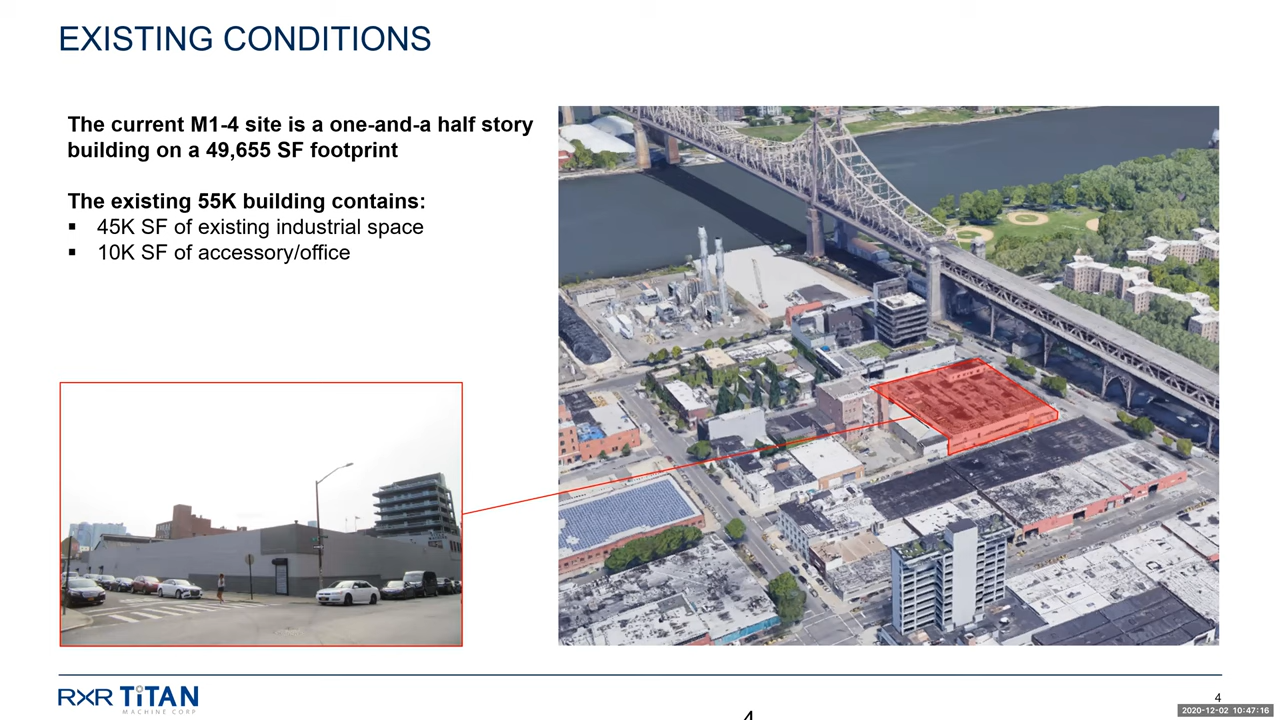 EXISTING CONDITIONS
The current M1-4 site is a one-and-a half story
building on a 49,655 SF footprint
The existing 55K building contains:
▪ 45K SF of existing industrial space
▪ 10K SF of accessory/office
RXR TiTAN
MACHINE CORP
4
4
2020-12-02 10:47:16